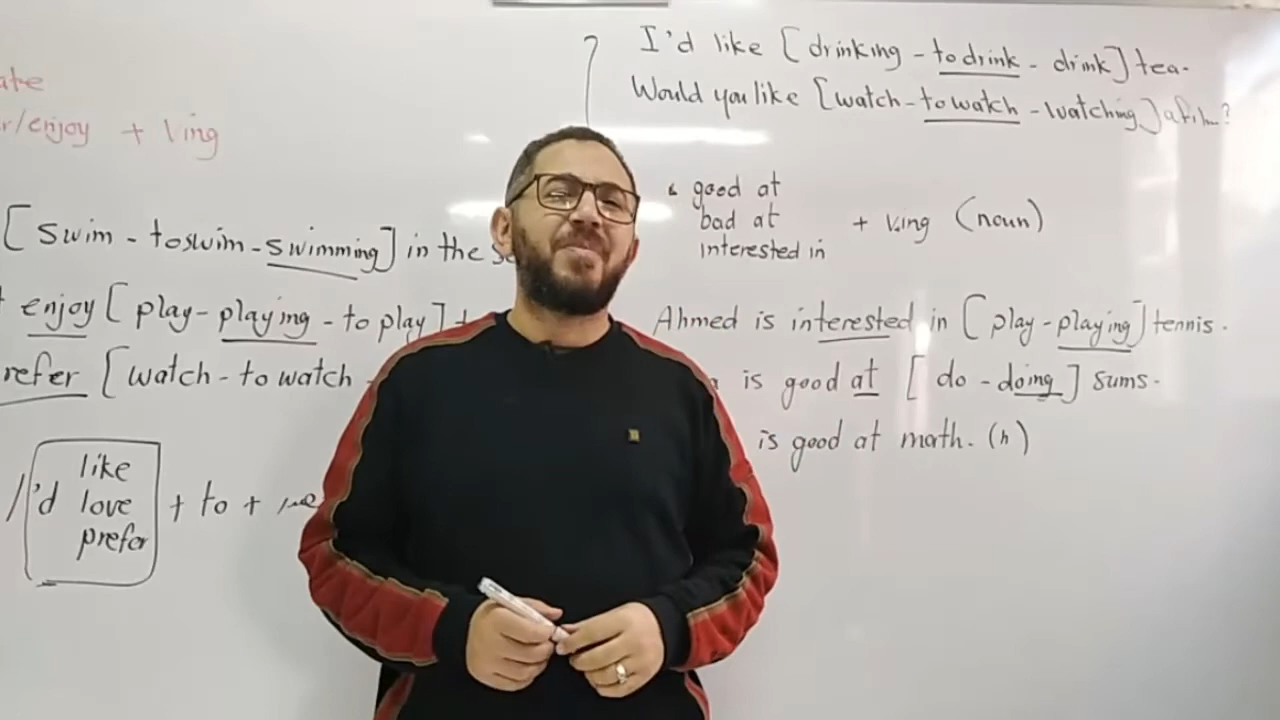 ate
r/enjoy + Ving
[swim - to swim - swimming] in the
enjoy [play - playing - to play]
refer [watch - to watch -
/'d like
love
prefer
+ to +
I'd like [drinking - to drink - drink] tea.
Would you like [watch - to watch - watching] a film?
good at
bad at
interested in
+ Ving (noun)
Ahmed is interested in [play - playing] tennis.
is good at [do - doing] sums.
is good at math. (n)